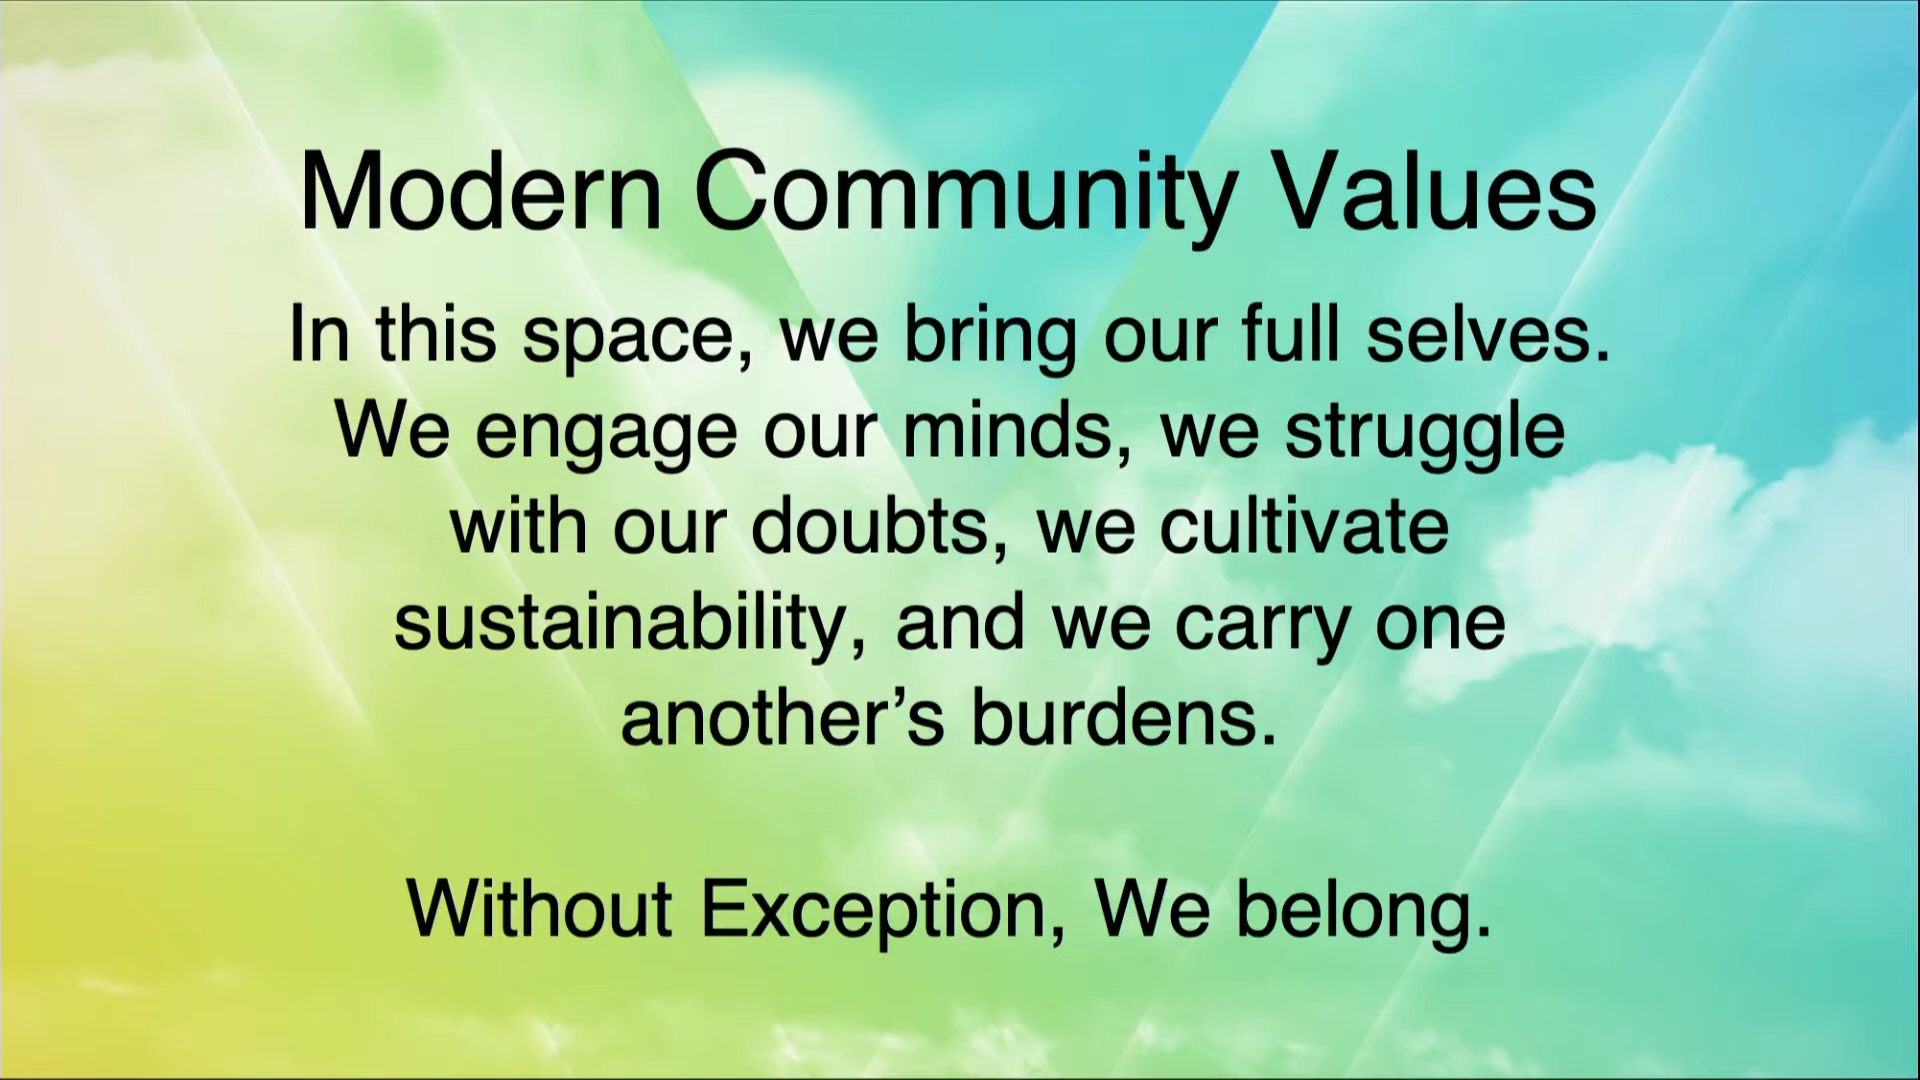 Modern Community Values
In this space, we bring our full selves.
We engage our minds, we struggle
with our doubts, we cultivate
sustainability, and we carry one
another’s burdens.
Without Exception, We belong.